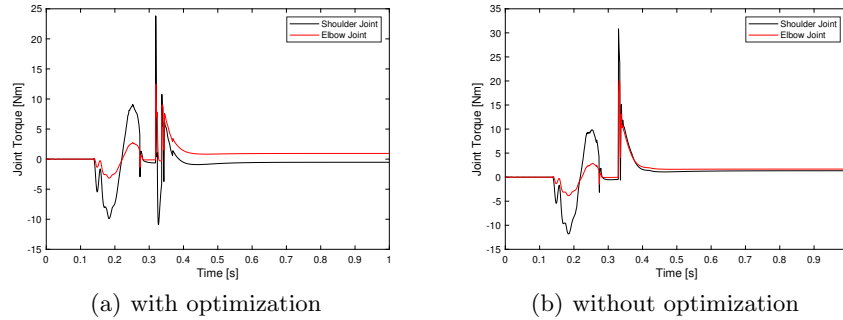 25
20
15
10
5
0
-5
-10
-15
Joint Torque [Nm]
0 0.1 0.2 0.3 0.4 0.5 0.6 0.7 0.8 0.9 1
Time [s]
Shoulder Joint
Elbow Joint
(a) with optimization
35
30
25
20
15
10
5
0
-5
-10
-15
Joint Torque [Nm]
0 0.1 0.2 0.3 0.4 0.5 0.6 0.7 0.8 0.9
Time [s]
Shoulder Joint
Elbow Joint
(b) without optimization